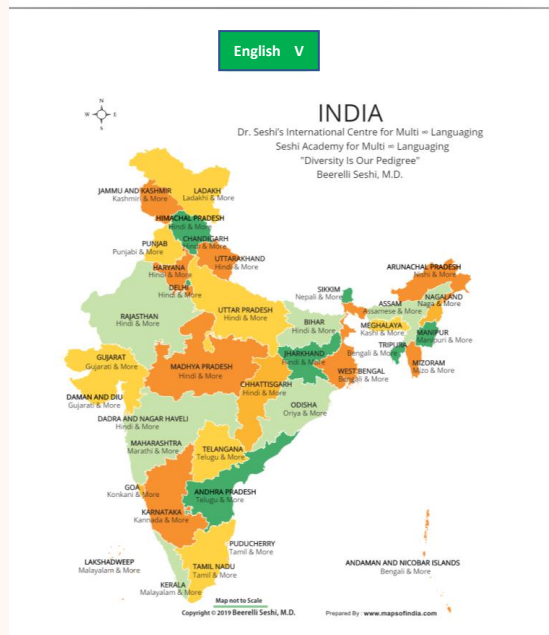 English V
N
W E
S
INDIA
Dr. Seshi's International Centre for Multi ∞ Languaging
Seshi Academy for Multi ∞ Languaging
"Diversity Is Our Pedigree"
Beerelli Seshi, M.D.
JAMMU AND KASHMIR
Kashmiri & More
LADAKH
Ladakhi & More
HIMACHAL PRADESH
Hindi & More
CHANDIGARH
Hindi & More
PUNJAB
Punjabi & More
UTTARAKHAND
Hindi & More
HARYANA
Hindi & More
DELHI
Hindi & More
ARUNACHAL PRADESH
Nishi & More
SIKKIM
Nepali & More
ASSAM
Assamese & More
NAGALAND
Naga & More
RAJASTHAN
Hindi & More
UTTAR PRADESH
Hindi & More
BIHAR
Hindi & More
MEGHALAYA
Kashi & More
MANIPUR
Manipuri & More
TRIPURA
Bengali & More
MIZORAM
Mizo & More
GUJARAT
Gujarati & More
MADHYA PRADESH
Hindi & More
JHARKHAND
Hindi & More
WEST BENGAL
Bengali & More
CHHATTISGARH
Hindi & More
DAMAN AND DIU
Gujarati & More
ODISHA
Oriya & More
DADRA AND NAGAR HAVELI
Hindi & More
MAHARASHTRA
Marathi & More
TELANGANA
Telugu & More
GOA
Konkani & More
ANDHRA PRADESH
Telugu & More
KARNATAKA
Kannada & More
PUDUCHERRY
Tamil & More
LAKSHADWEEP
Malayalam & More
TAMIL NADU
Tamil & More
ANDAMAN AND NICOBAR ISLANDS
Bengali & More
KERALA
Malayalam & More
Map not to Scale
Copyright © 2019 Beerelli Seshi, M.D.
Prepared By : www.mapsofindia.com